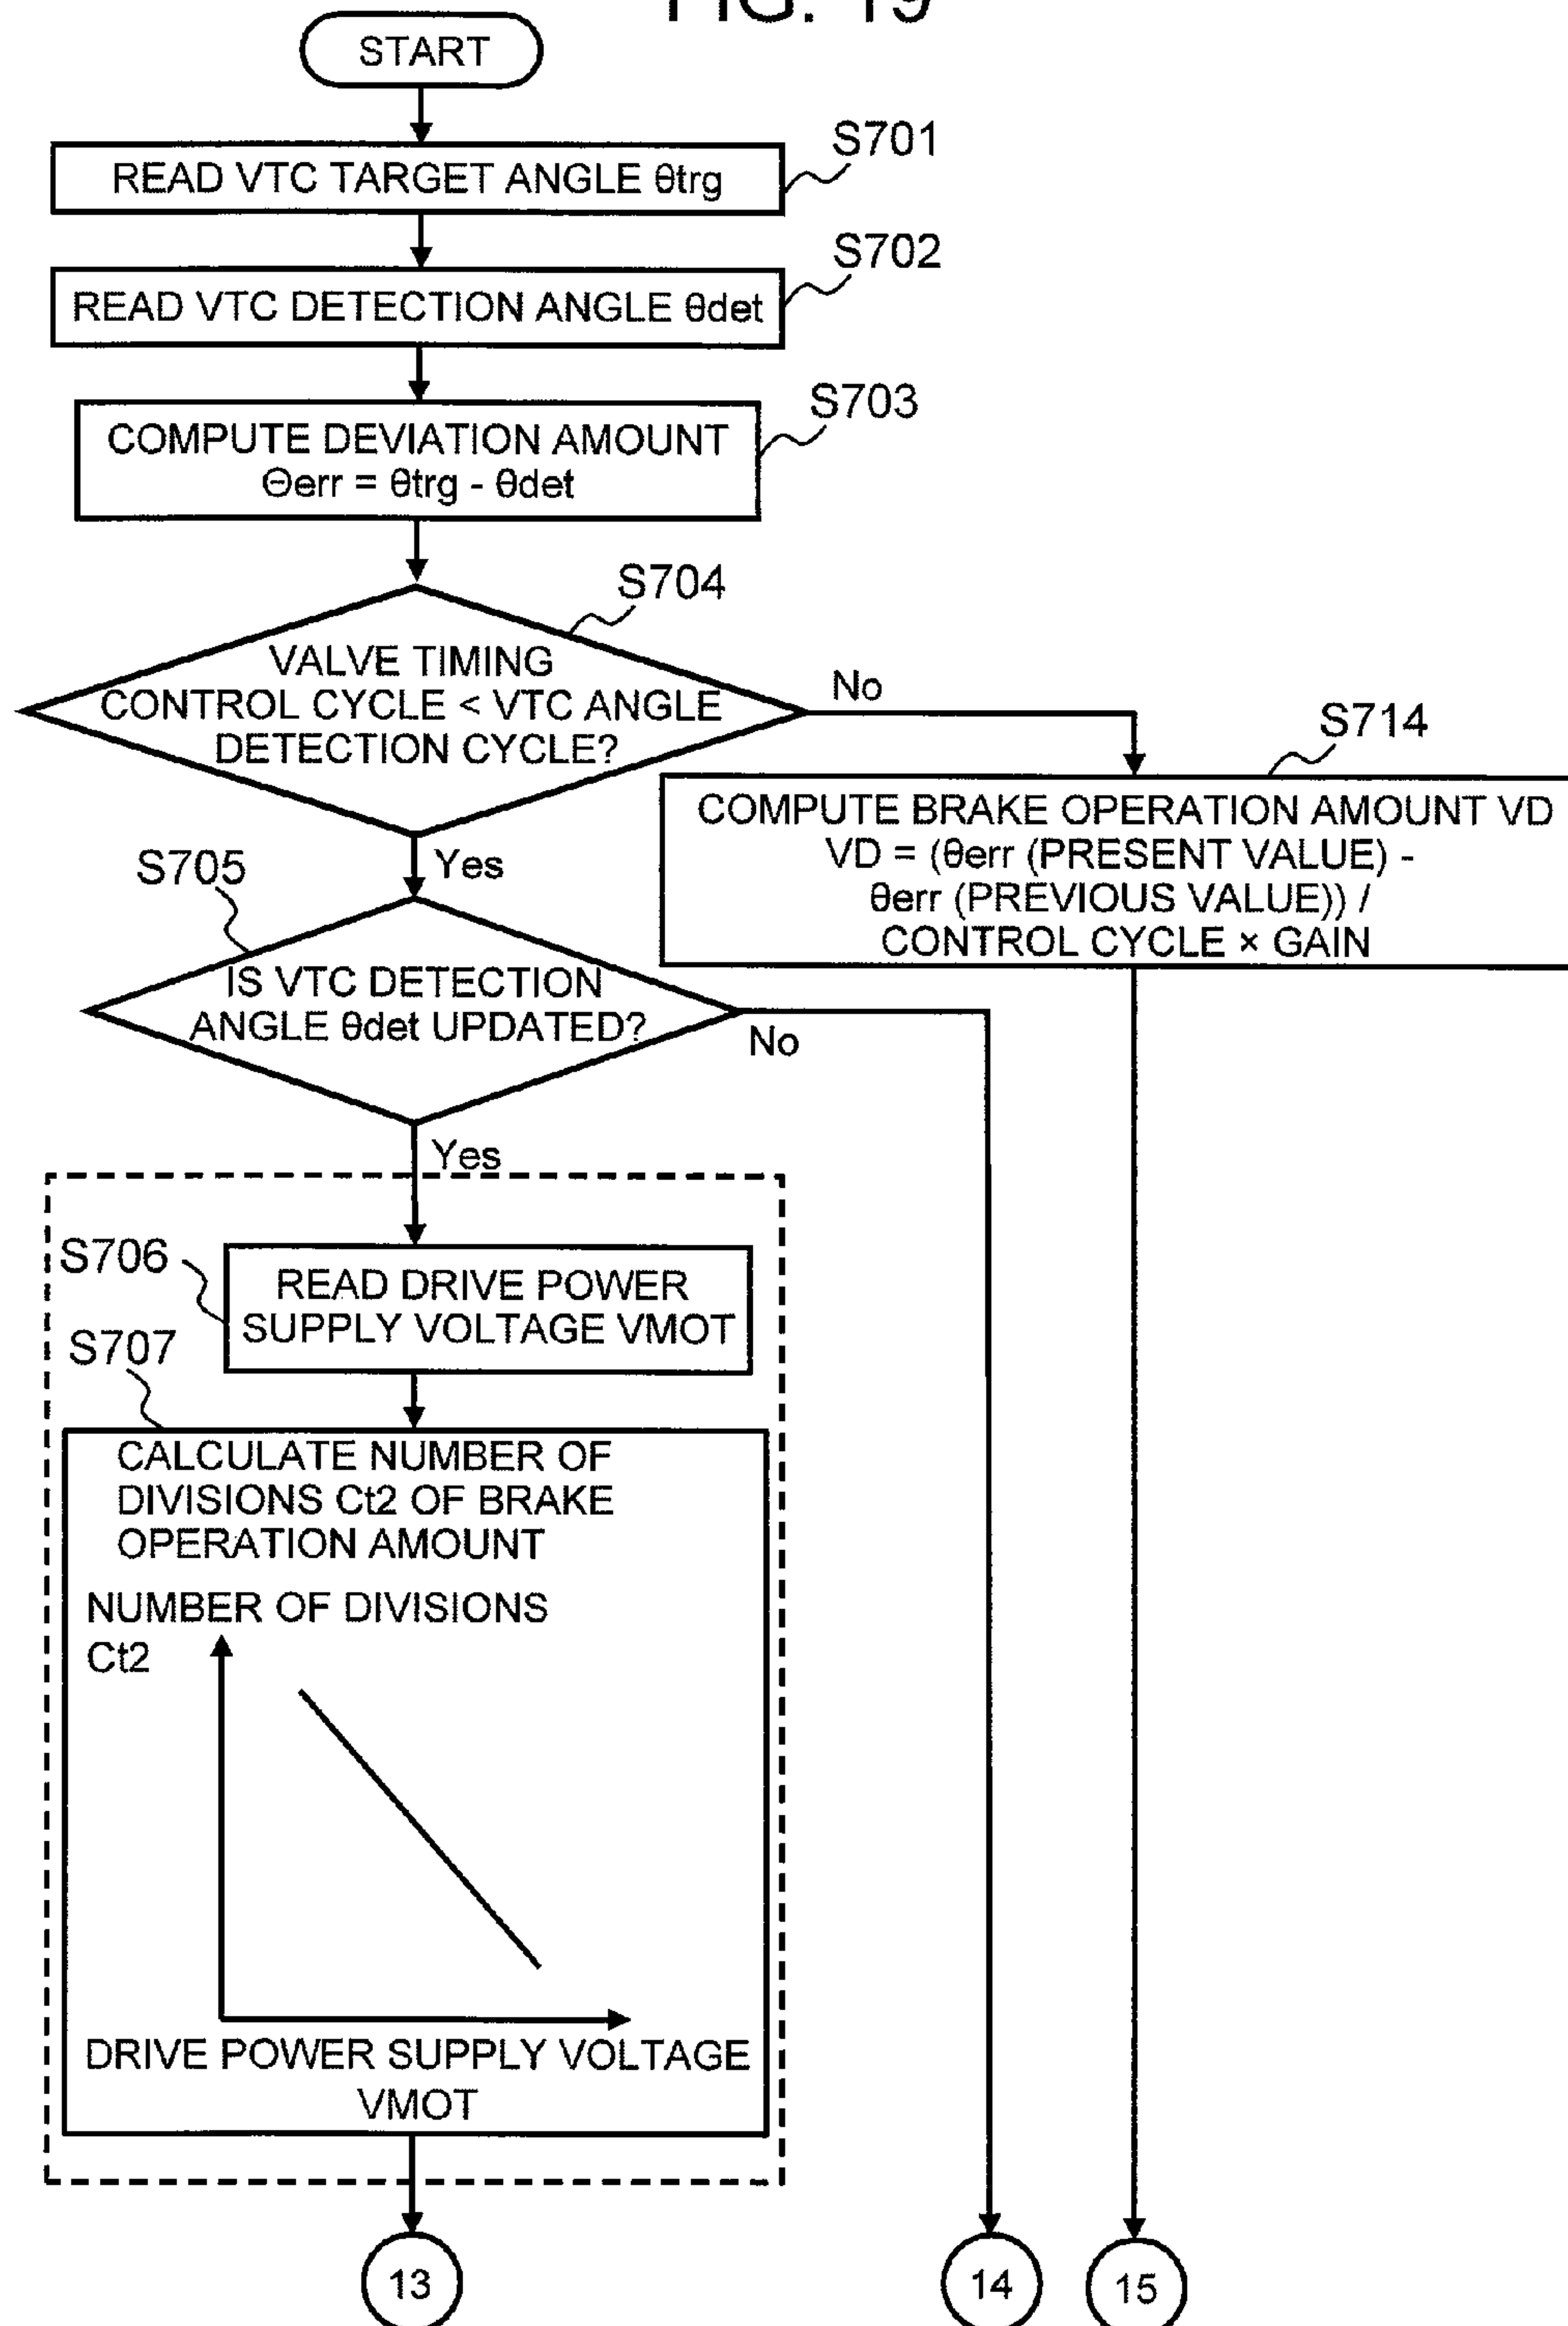 FIG. 19
START
S701
READ VTC TARGET ANGLE θtrg
S702
READ VTC DETECTION ANGLE θdet
S703
COMPUTE DEVIATION AMOUNT
Θerr = θtrg - θdet
S704
VALVE TIMING
CONTROL CYCLE < VTC ANGLE
DETECTION CYCLE?
No
S714
COMPUTE BRAKE OPERATION AMOUNT VD
VD = (θerr (PRESENT VALUE) -
θerr (PREVIOUS VALUE)) /
CONTROL CYCLE × GAIN
Yes
S705
IS VTC DETECTION
ANGLE θdet UPDATED?
No
Yes
S706
READ DRIVE POWER
SUPPLY VOLTAGE VMOT
S707
CALCULATE NUMBER OF
DIVISIONS Ct2 OF BRAKE
OPERATION AMOUNT
NUMBER OF DIVISIONS
Ct2
DRIVE POWER SUPPLY VOLTAGE
VMOT
13
14
15